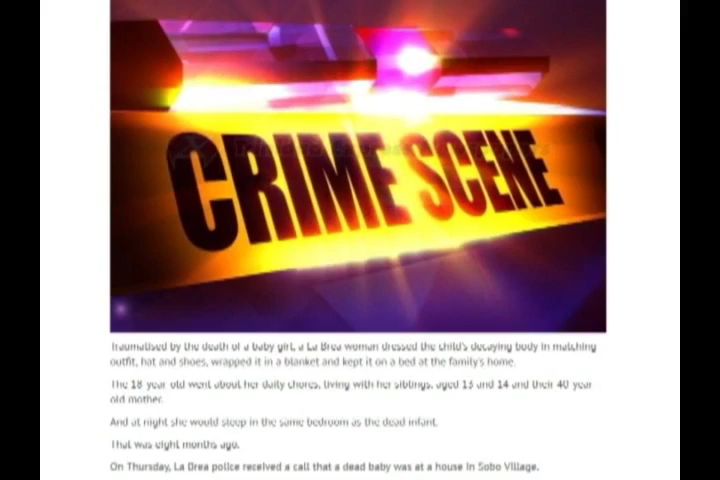 CRIME SCENE
Traumatised by the death of a baby girl, a La Brea woman dressed the child's decaying body in matching
outfit, hat and shoes, wrapped it in a blanket and kept it on a bed at the family's home.
The 18 year old went about her daily chores, living with her siblings, aged 13 and 14 and their 40 year
old mother.
And at night she would sleep in the same bedroom as the dead infant.
That was eight months ago.
On Thursday, La Brea police received a call that a dead baby was at a house in Sobo Village.